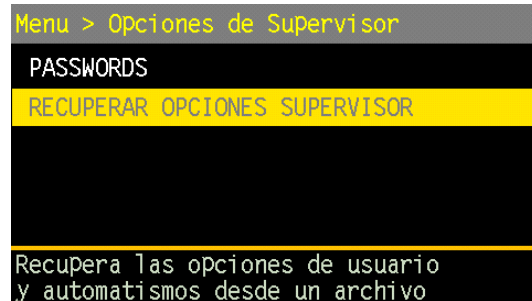 Menu > Opciones de Supervisor
PASSWORDS
RECUPERAR OPCIONES SUPERVISOR
Recupera las opciones de usuario
y automatismos desde un archivo